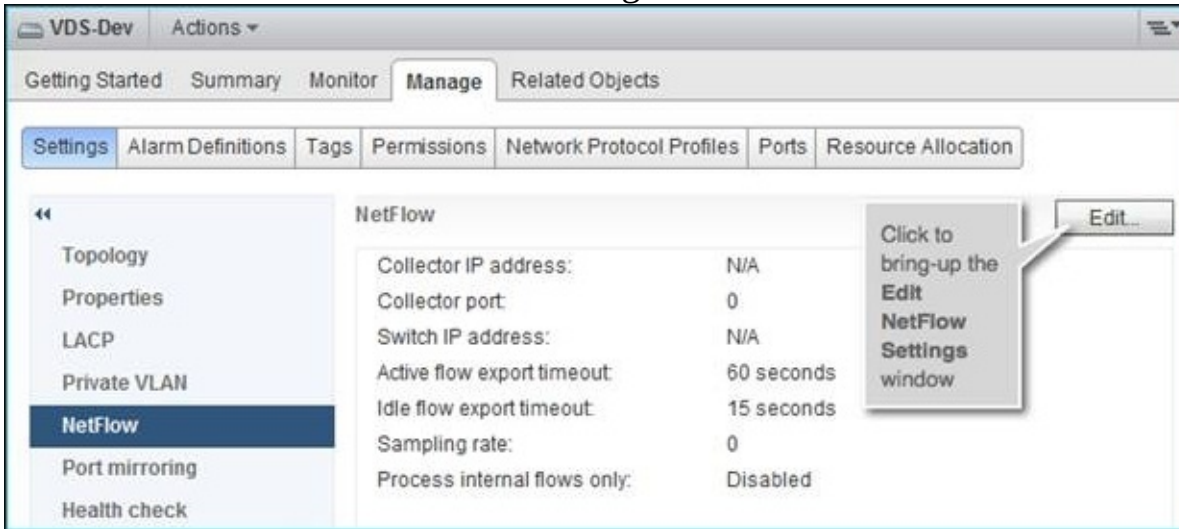 VDS-Dev Actions
Getting Started Summary Monitor Manage Related Objects
Settings Alarm Definitions Tags Permissions Network Protocol Profiles Ports Resource Allocation
Topology
Properties
LACP
Private VLAN
NetFlow
Port mirroring
Health check
NetFlow
Edit...
Collector IP address: N/A
Collector port: 0
Switch IP address: N/A
Active flow export timeout: 60 seconds
Idle flow export timeout: 15 seconds
Sampling rate: 0
Process internal flows only: Disabled
Click to
bring-up the
Edit
NetFlow
Settings
window